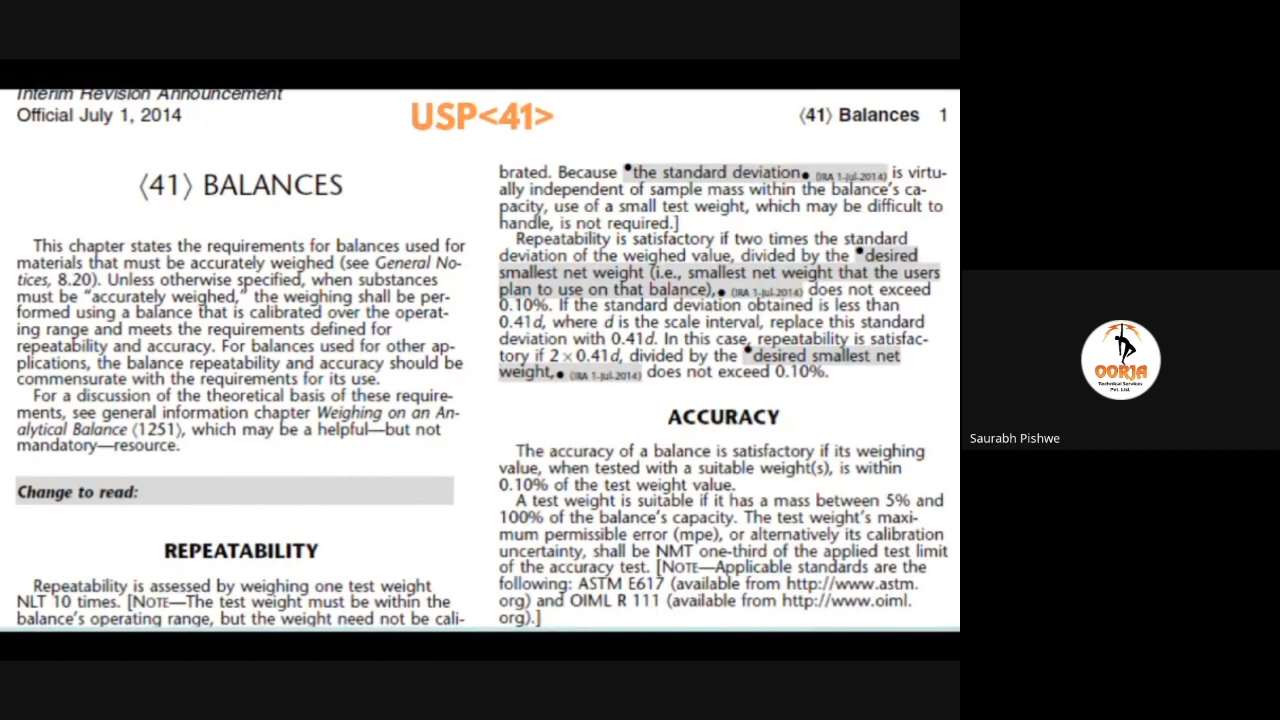 Interim Revision Announcement
Official July 1, 2014
USP<41>
⟨41⟩ Balances 1
⟨41⟩ BALANCES
This chapter states the requirements for balances used for
materials that must be accurately weighed (see General No-
tices, 8.20). Unless otherwise specified, when substances
must be “accurately weighed,” the weighing shall be per-
formed using a balance that is calibrated over the operat-
ing range and meets the requirements defined for
repeatability and accuracy. For balances used for other ap-
plications, the balance repeatability and accuracy should be
commensurate with the requirements for its use.
For a discussion of the theoretical basis of these require-
ments, see general information chapter Weighing on an An-
alytical Balance ⟨1251⟩, which may be a helpful—but not
mandatory—resource.
Change to read:
REPEATABILITY
Repeatability is assessed by weighing one test weight
NLT 10 times. [NOTE—The test weight must be within the
balance’s operating range, but the weight need not be cali-
brated. Because •the standard deviation• (IRA 1-Jul-2014) is virtu-
ally independent of sample mass within the balance’s ca-
pacity, use of a small test weight, which may be difficult to
handle, is not required.]
Repeatability is satisfactory if two times the standard
deviation of the weighed value, divided by the •desired
smallest net weight (i.e., smallest net weight that the users
plan to use on that balance),• (IRA 1-Jul-2014) does not exceed
0.10%. If the standard deviation obtained is less than
0.41d, where d is the scale interval, replace this standard
deviation with 0.41d. In this case, repeatability is satisfac-
tory if 2 × 0.41d, divided by the •desired smallest net
weight,• (IRA 1-Jul-2014) does not exceed 0.10%.
ACCURACY
The accuracy of a balance is satisfactory if its weighing
value, when tested with a suitable weight(s), is within
0.10% of the test weight value.
A test weight is suitable if it has a mass between 5% and
100% of the balance’s capacity. The test weight’s maxi-
mum permissible error (mpe), or alternatively its calibration
uncertainty, shall be NMT one-third of the applied test limit
of the accuracy test. [NOTE—Applicable standards are the
following: ASTM E617 (available from http://www.astm.
org) and OIML R 111 (available from http://www.oiml.
org).]
OORJA
Technical Services
Pvt. Ltd.
Saurabh Pishwe